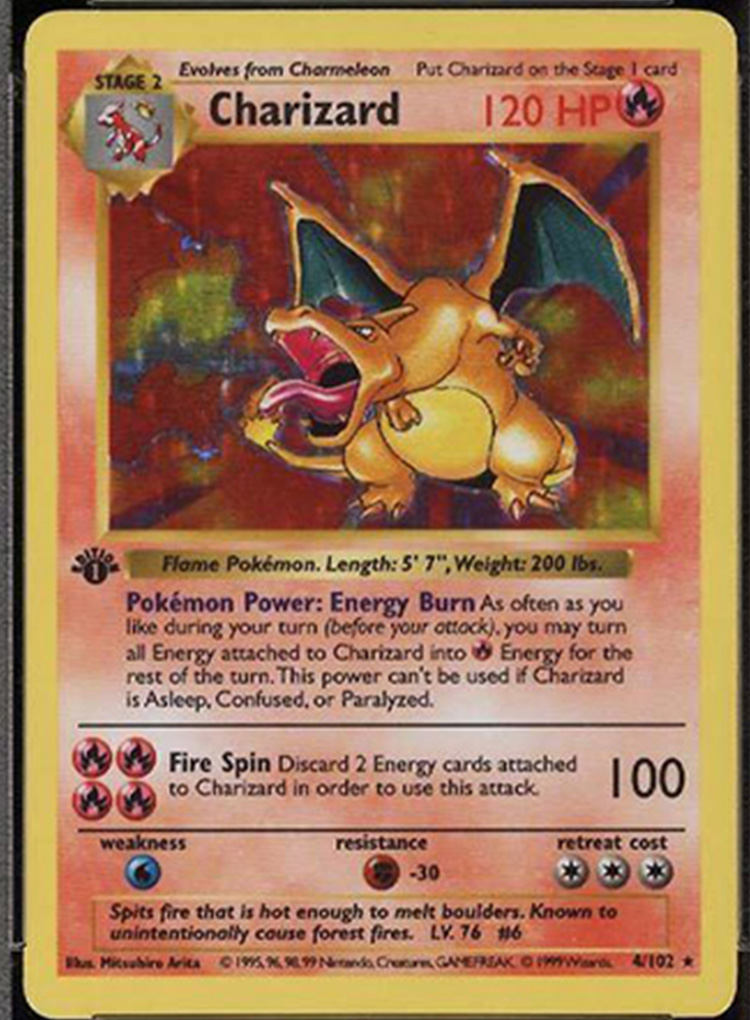 Evolves from Charmeleon Put Charizard on the Stage 1 card
STAGE 2
Charizard 120 HP
EDITION
1
Flame Pokémon. Length: 5' 7", Weight: 200 lbs.
Pokémon Power: Energy Burn As often as you
like during your turn (before your attack), you may turn
all Energy attached to Charizard into Energy for the
rest of the turn. This power can't be used if Charizard
is Asleep, Confused, or Paralyzed.
Fire Spin Discard 2 Energy cards attached
to Charizard in order to use this attack.
100
weakness resistance retreat cost
-30
Spits fire that is hot enough to melt boulders. Known to
unintentionally cause forest fires. LV. 76 #6
Illus. Mitsuhiro Arita © 1995, 96, 98, 99 Nintendo, Creatures, GAMEFREAK. © 1999 Wizards. 4/102 ★